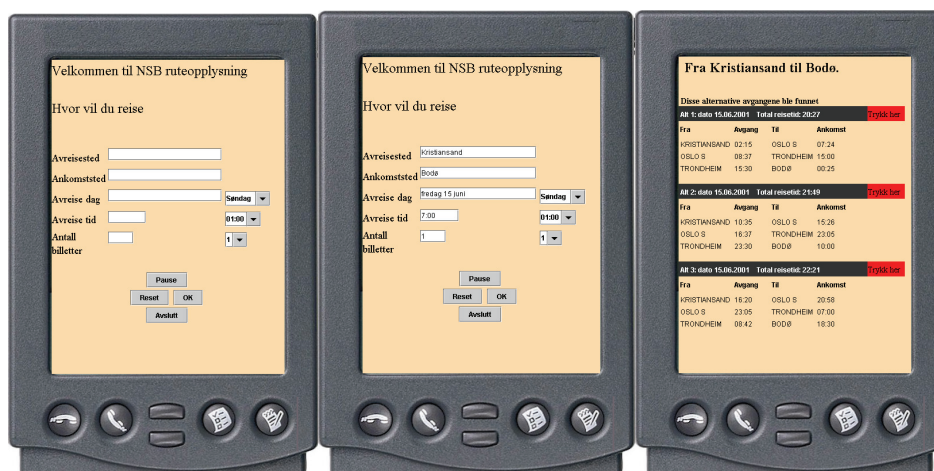 Velkommen til NSB ruteopplysning
Hvor vil du reise
Avreisested
Ankomststed
Avreise dag Søndag
Avreise tid 01:00
Antall billetter 1
Pause
Reset OK
Avslutt
Velkommen til NSB ruteopplysning
Hvor vil du reise
Avreisested Kristiansand
Ankomststed Bodø
Avreise dag fredag 15 juni Søndag
Avreise tid 7:00 01:00
Antall billetter 1 1
Pause
Reset OK
Avslutt
Fra Kristiansand til Bodø.
Disse alternative avgangene ble funnet
Alt 1: dato 15.06.2001 Total reisetid: 20:27 Trykk her
Fra Avgang Til Ankomst
KRISTIANSAND 02:15 OSLO S 07:24
OSLO S 08:37 TRONDHEIM 15:00
TRONDHEIM 15:30 BODØ 00:25
Alt 2: dato 15.06.2001 Total reisetid: 21:49 Trykk her
Fra Avgang Til Ankomst
KRISTIANSAND 10:35 OSLO S 15:26
OSLO S 16:37 TRONDHEIM 23:05
TRONDHEIM 23:30 BODØ 10:00
Alt 3: dato 15.06.2001 Total reisetid: 22:21 Trykk her
Fra Avgang Til Ankomst
KRISTIANSAND 16:20 OSLO S 20:58
OSLO S 23:05 TRONDHEIM 07:00
TRONDHEIM 08:42 BODØ 18:30